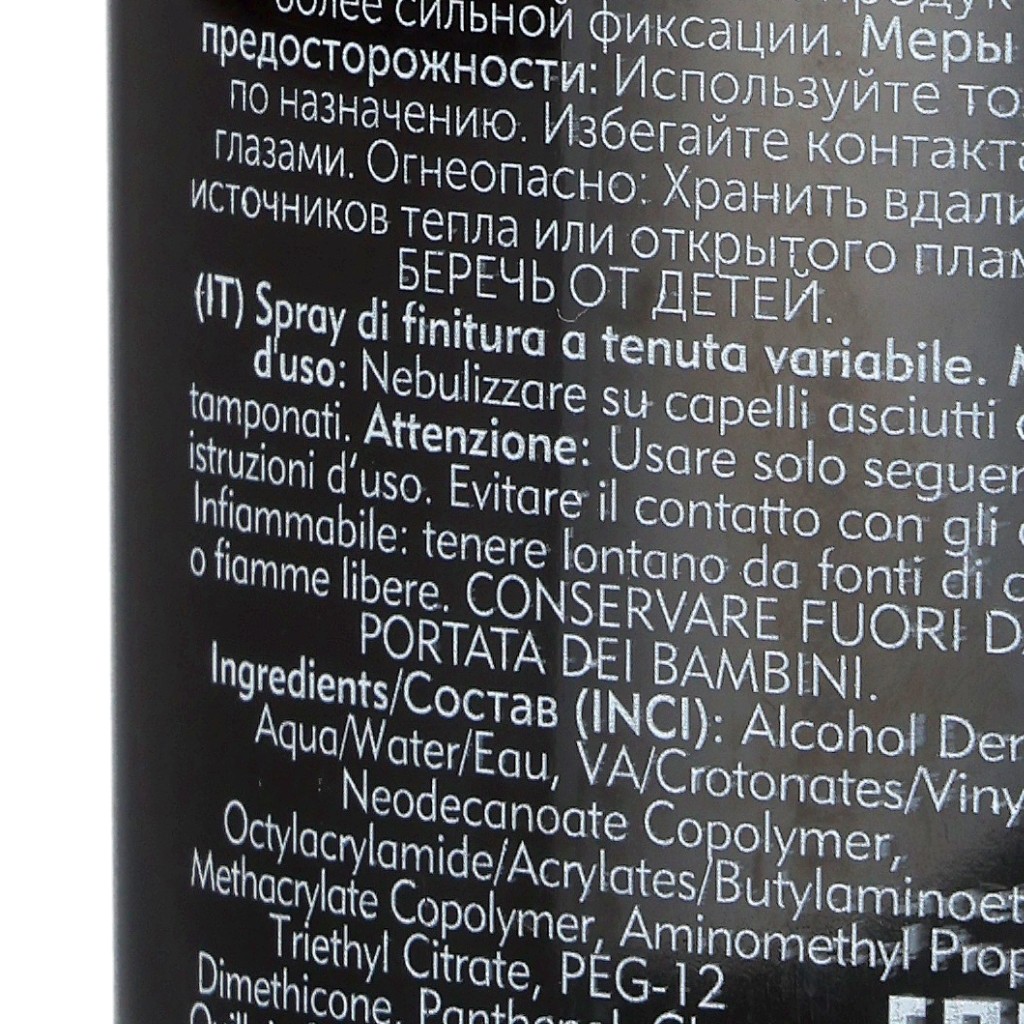 более сильной фиксации. Меры
предосторожности: Используйте то
по назначению. Избегайте контакта
глазами. Огнеопасно: Хранить вдали
источников тепла или открытого плам
БЕРЕЧЬ ОТ ДЕТЕЙ.
(IT) Spray di finitura a tenuta variabile. M
d'uso: Nebulizzare su capelli asciutti
tamponati. Attenzione: Usare solo seguen
istruzioni d'uso. Evitare il contatto con gli
Infiammabile: tenere lontano da fonti di c
o fiamme libere. CONSERVARE FUORI D
PORTATA DEI BAMBINI.
Ingredients/Состав (INCI): Alcohol Den
Aqua/Water/Eau, VA/Crotonates/Viny
Neodecanoate Copolymer,
Octylacrylamide/Acrylates/Butylaminoet
Methacrylate Copolymer, Aminomethyl Prop
Triethyl Citrate, PEG-12
Dimethicone,